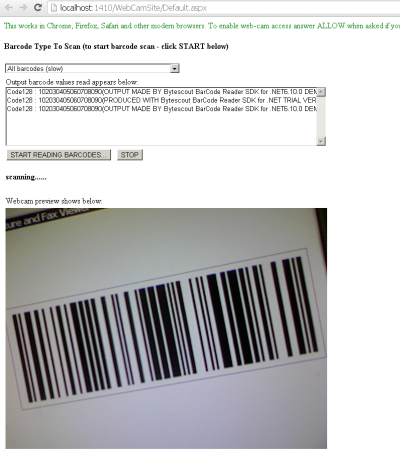 localhost:1410/WebCamSite/Default.aspx
This works in Chrome, Firefox, Safari and other modern browsers. To enable web-cam access answer ALLOW when asked if you
Barcode Type To Scan (to start barcode scan - click START below)
All barcodes (slow)
Output barcode values read appears below:
Code128 : 102030405060708090(OUTPUT MADE BY Bytescout BarCode Reader SDK for .NET6.10.0 DEM
Code128 : 102030405060708090(PRODUCED WITH Bytescout BarCode Reader SDK for .NET TRIAL VER
Code128 : 102030405060708090(OUTPUT MADE BY Bytescout BarCode Reader SDK for .NET6.10.0 DEM
START READING BARCODES... STOP
scanning......
Webcam preview shows below:
ure and Fax Viewer